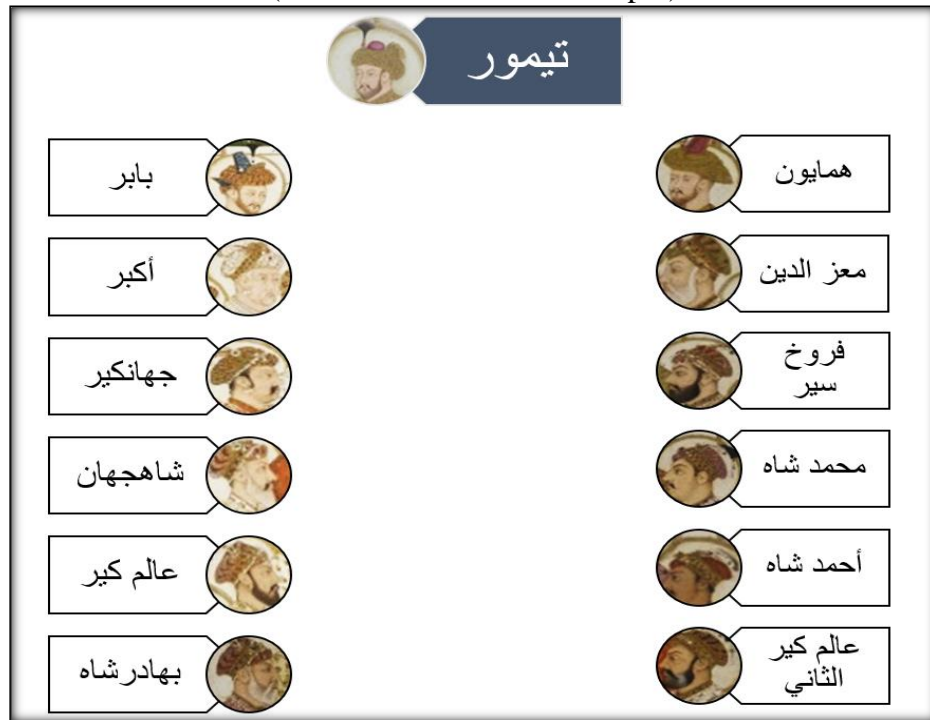 تيمور
همايون
معز الدين
فروخ
سير
محمد شاه
أحمد شاه
عالم كير
الثاني
بابر
أكبر
جهانكير
شاهجهان
عالم كير
بهادرشاه